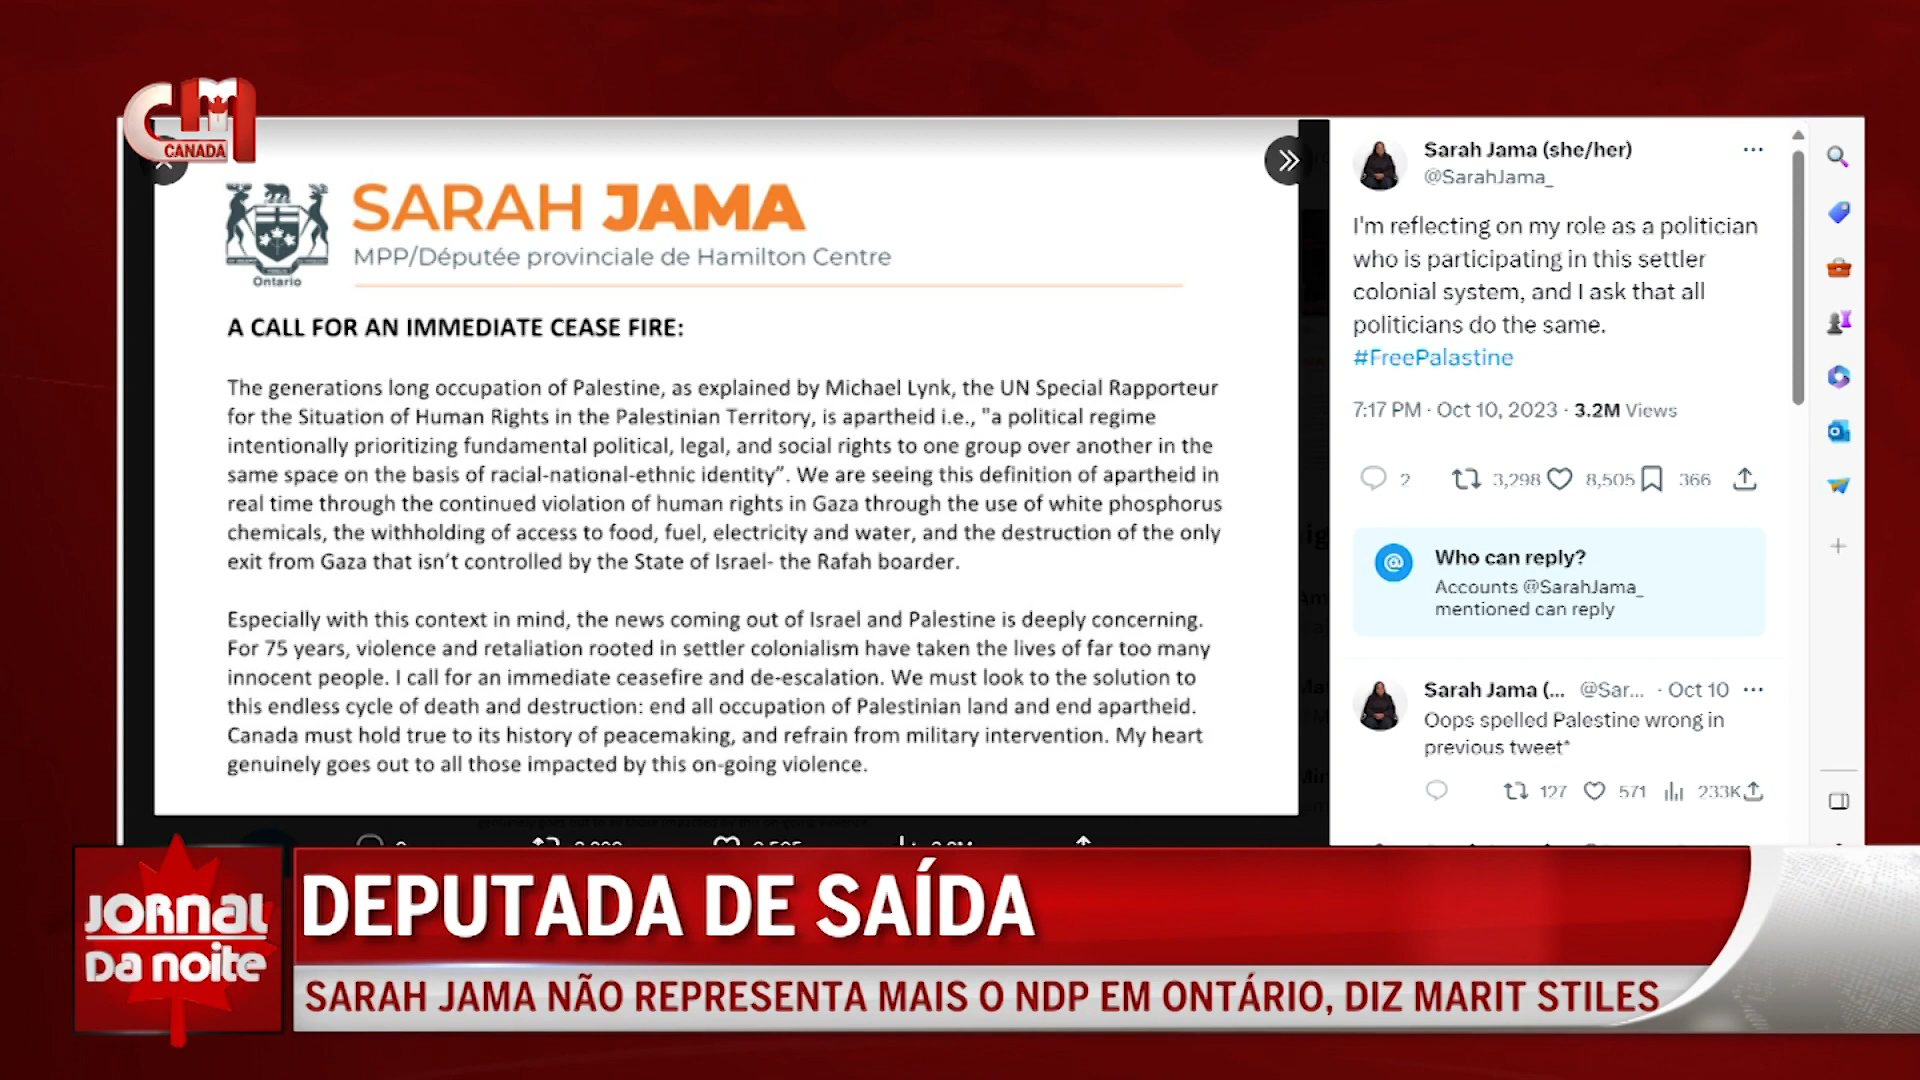 CM
CANADA
SARAH JAMA
MPP/Députée provinciale de Hamilton Centre
Ontario
A CALL FOR AN IMMEDIATE CEASE FIRE:
The generations long occupation of Palestine, as explained by Michael Lynk, the UN Special Rapporteur
for the Situation of Human Rights in the Palestinian Territory, is apartheid i.e., "a political regime
intentionally prioritizing fundamental political, legal, and social rights to one group over another in the
same space on the basis of racial-national-ethnic identity”. We are seeing this definition of apartheid in
real time through the continued violation of human rights in Gaza through the use of white phosphorus
chemicals, the withholding of access to food, fuel, electricity and water, and the destruction of the only
exit from Gaza that isn’t controlled by the State of Israel- the Rafah boarder.
Especially with this context in mind, the news coming out of Israel and Palestine is deeply concerning.
For 75 years, violence and retaliation rooted in settler colonialism have taken the lives of far too many
innocent people. I call for an immediate ceasefire and de-escalation. We must look to the solution to
this endless cycle of death and destruction: end all occupation of Palestinian land and end apartheid.
Canada must hold true to its history of peacemaking, and refrain from military intervention. My heart
genuinely goes out to all those impacted by this on-going violence.
Sarah Jama (she/her)
@SarahJama_
I'm reflecting on my role as a politician
who is participating in this settler
colonial system, and I ask that all
politicians do the same.
#FreePalastine
7:17 PM · Oct 10, 2023 · 3.2M Views
2 3,298 8,505 366
Who can reply?
Accounts @SarahJama_
mentioned can reply
Sarah Jama (... @Sar... · Oct 10
Oops spelled Palestine wrong in
previous tweet*
127 571 233K
JORNAL
DA NOITE
DEPUTADA DE SAÍDA
SARAH JAMA NÃO REPRESENTA MAIS O NDP EM ONTÁRIO, DIZ MARIT STILES